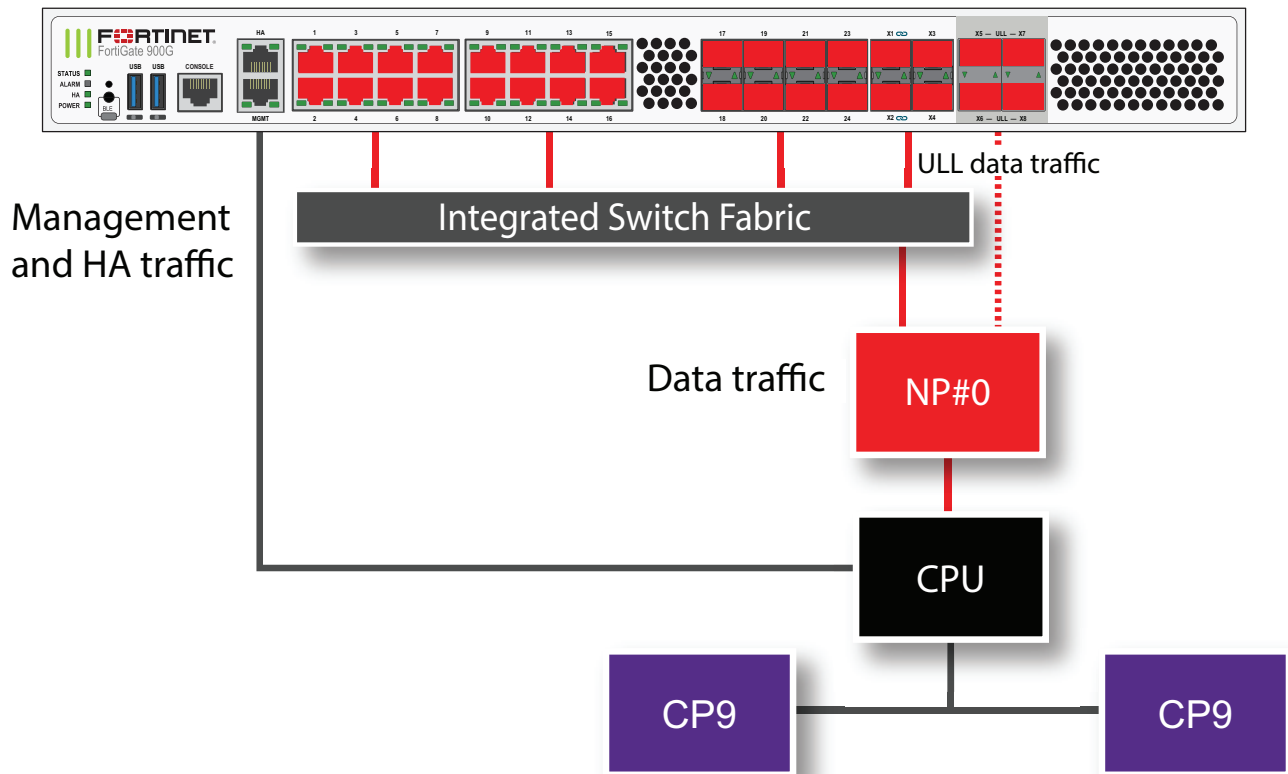 FORTINET
FortiGate 900G
STATUS
ALARM
HA
POWER
BLE
USB USB
CONSOLE
HA
MGMT
1 3 5 7
2 4 6 8
9 11 13 15
10 12 14 16
17 19 21 23 X1 X3
18 20 22 24 X2 X4
X5 — ULL — X7
X6 — ULL — X8
ULL data traffic
Management
and HA traffic
Integrated Switch Fabric
Data traffic
NP#0
CPU
CP9
CP9